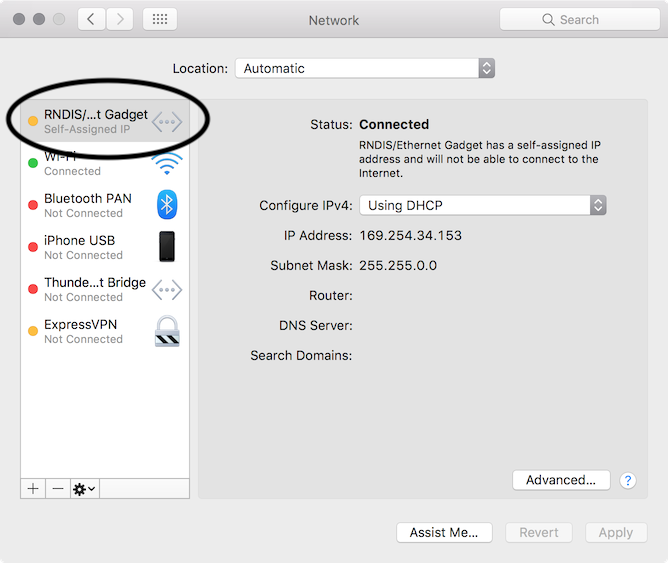 Network
Search
Location: Automatic
RNDIS/...t Gadget
Self-Assigned IP
Wi-Fi
Connected
Bluetooth PAN
Not Connected
iPhone USB
Not Connected
Thunde...t Bridge
Not Connected
ExpressVPN
Not Connected
Status: Connected
RNDIS/Ethernet Gadget has a self-assigned IP
address and will not be able to connect to the
Internet.
Configure IPv4: Using DHCP
IP Address: 169.254.34.153
Subnet Mask: 255.255.0.0
Router:
DNS Server:
Search Domains:
Advanced... ?
Assist Me... Revert Apply